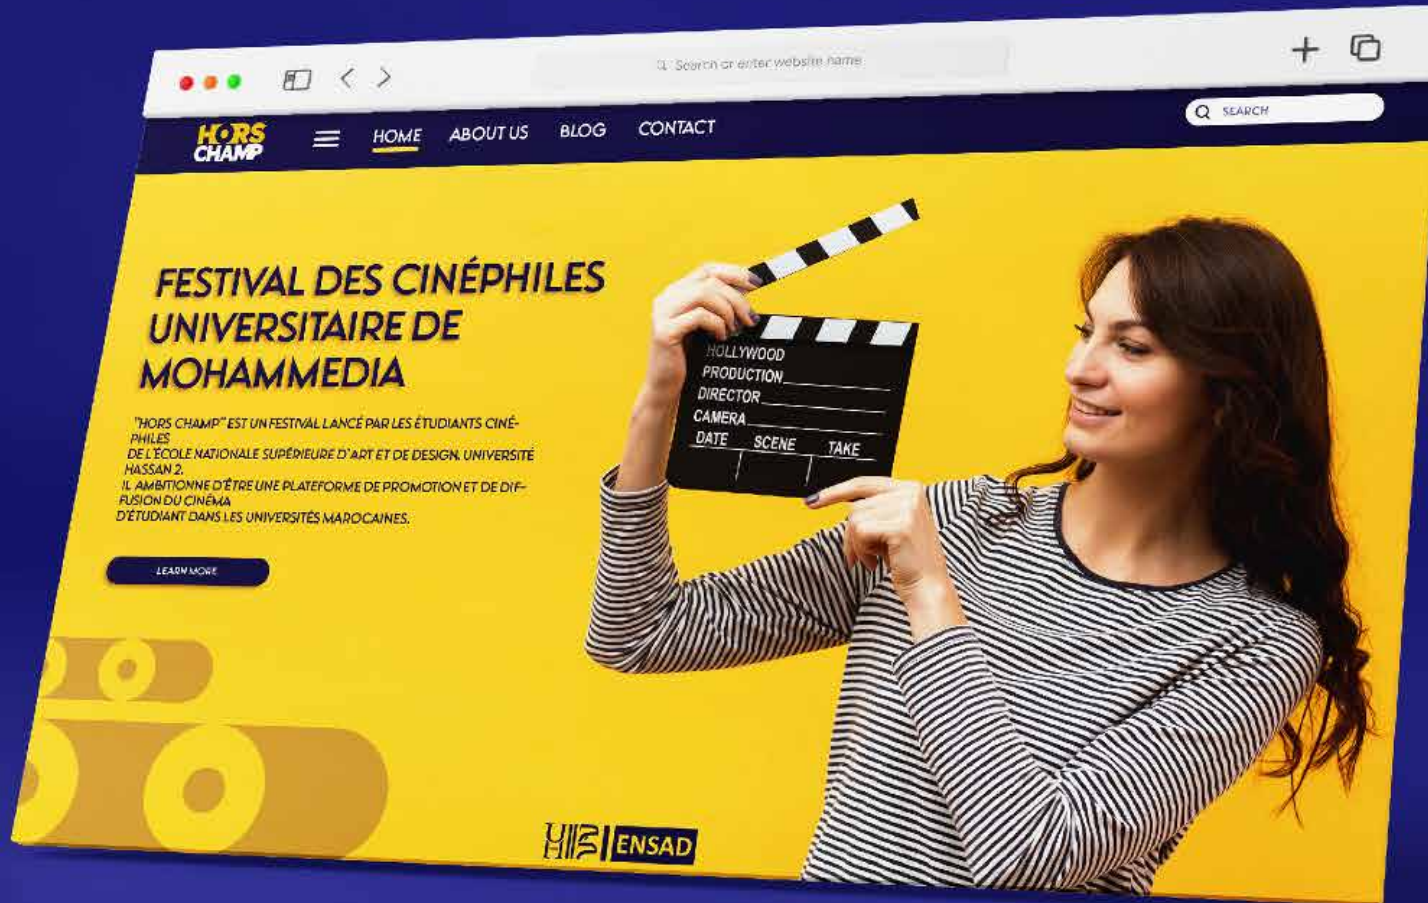 Search or enter website name
HORS
CHAMP
HOME ABOUT US BLOG CONTACT
SEARCH
FESTIVAL DES CINÉPHILES
UNIVERSITAIRE DE
MOHAMMEDIA
"HORS CHAMP" EST UN FESTIVAL LANCÉ PAR LES ÉTUDIANTS CINÉ-
PHILES
DE L'ÉCOLE NATIONALE SUPÉRIEURE D'ART ET DE DESIGN. UNIVERSITÉ
HASSAN 2.
IL AMBITIONNE D'ÊTRE UNE PLATEFORME DE PROMOTION ET DE DIF-
FUSION DU CINÉMA
D'ÉTUDIANT DANS LES UNIVERSITÉS MAROCAINES.
LEARN MORE
HOLLYWOOD
PRODUCTION
DIRECTOR
CAMERA
DATE SCENE TAKE
ENSAD